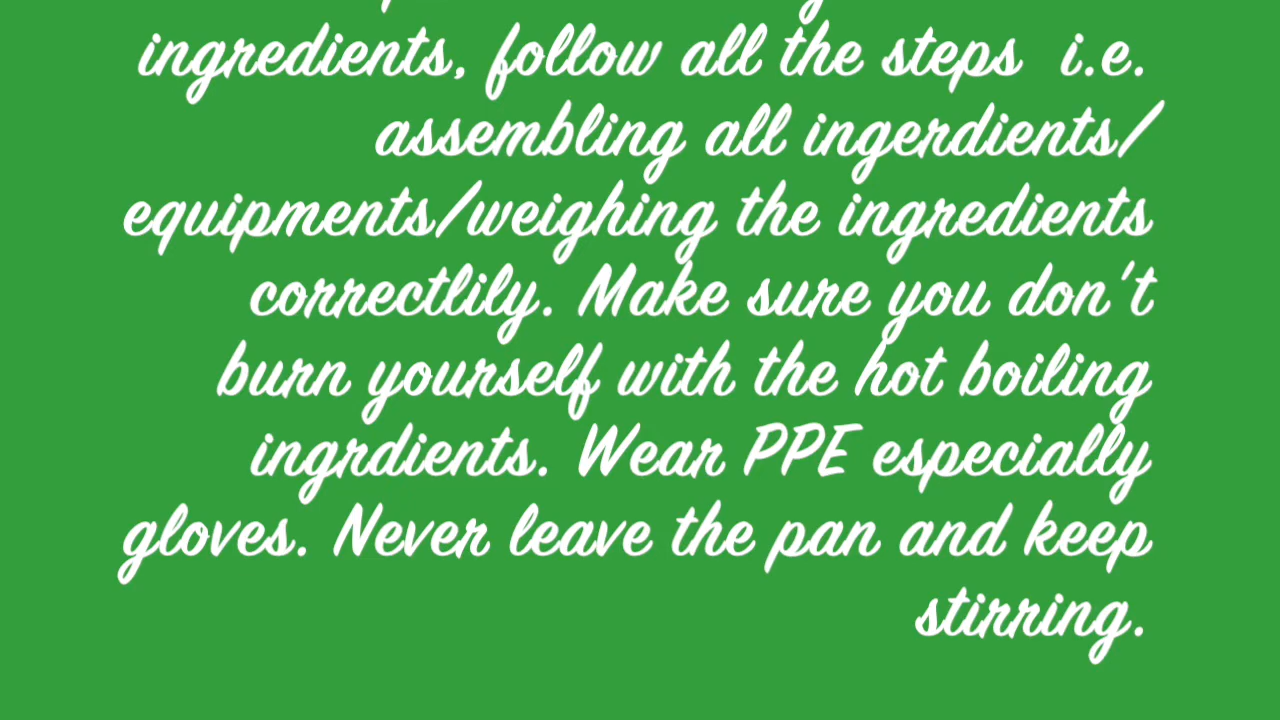 ingredients, follow all the steps i.e.
assembling all ingerdients/
equipments/weighing the ingredients
correctlily. Make sure you don't
burn yourself with the hot boiling
ingrdients. Wear PPE especially
gloves. Never leave the pan and keep
stirring.